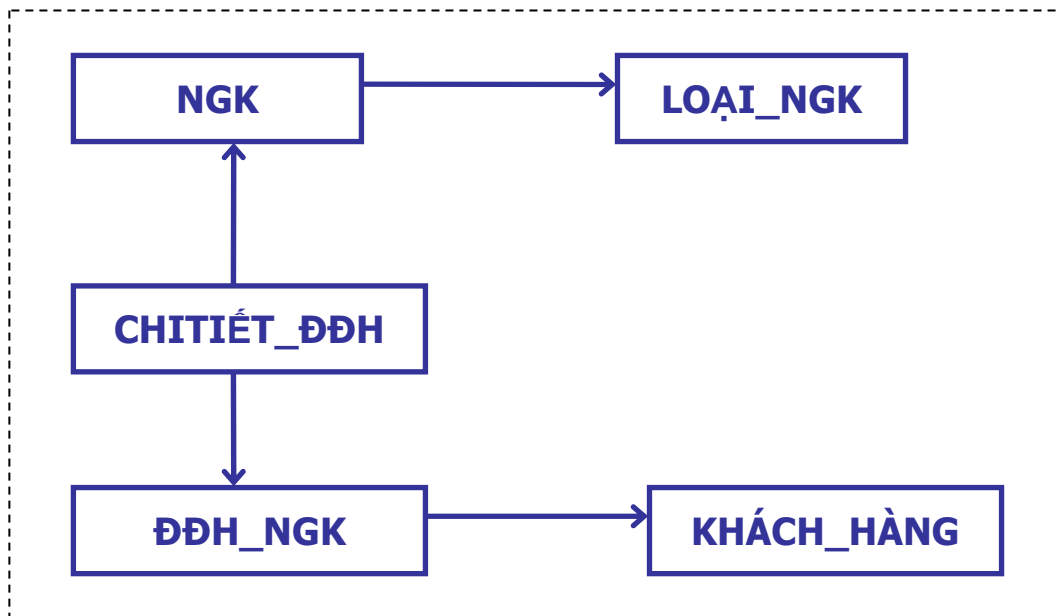 NGK
LOẠI_NGK
CHITIẾT_ĐĐH
ĐĐH_NGK
KHÁCH_HÀNG